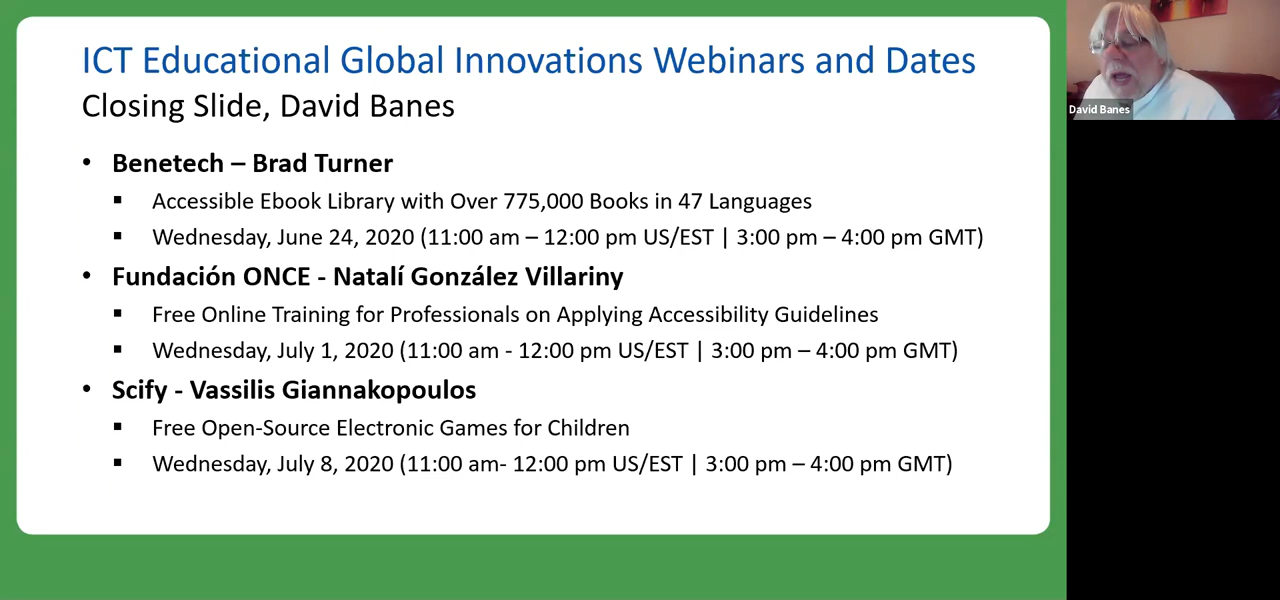 ICT Educational Global Innovations Webinars and Dates
Closing Slide, David Banes
• Benetech – Brad Turner
▪ Accessible Ebook Library with Over 775,000 Books in 47 Languages
▪ Wednesday, June 24, 2020 (11:00 am – 12:00 pm US/EST | 3:00 pm – 4:00 pm GMT)
• Fundación ONCE - Natalí González Villariny
▪ Free Online Training for Professionals on Applying Accessibility Guidelines
▪ Wednesday, July 1, 2020 (11:00 am - 12:00 pm US/EST | 3:00 pm – 4:00 pm GMT)
• Scify - Vassilis Giannakopoulos
▪ Free Open-Source Electronic Games for Children
▪ Wednesday, July 8, 2020 (11:00 am- 12:00 pm US/EST | 3:00 pm – 4:00 pm GMT)
David Banes